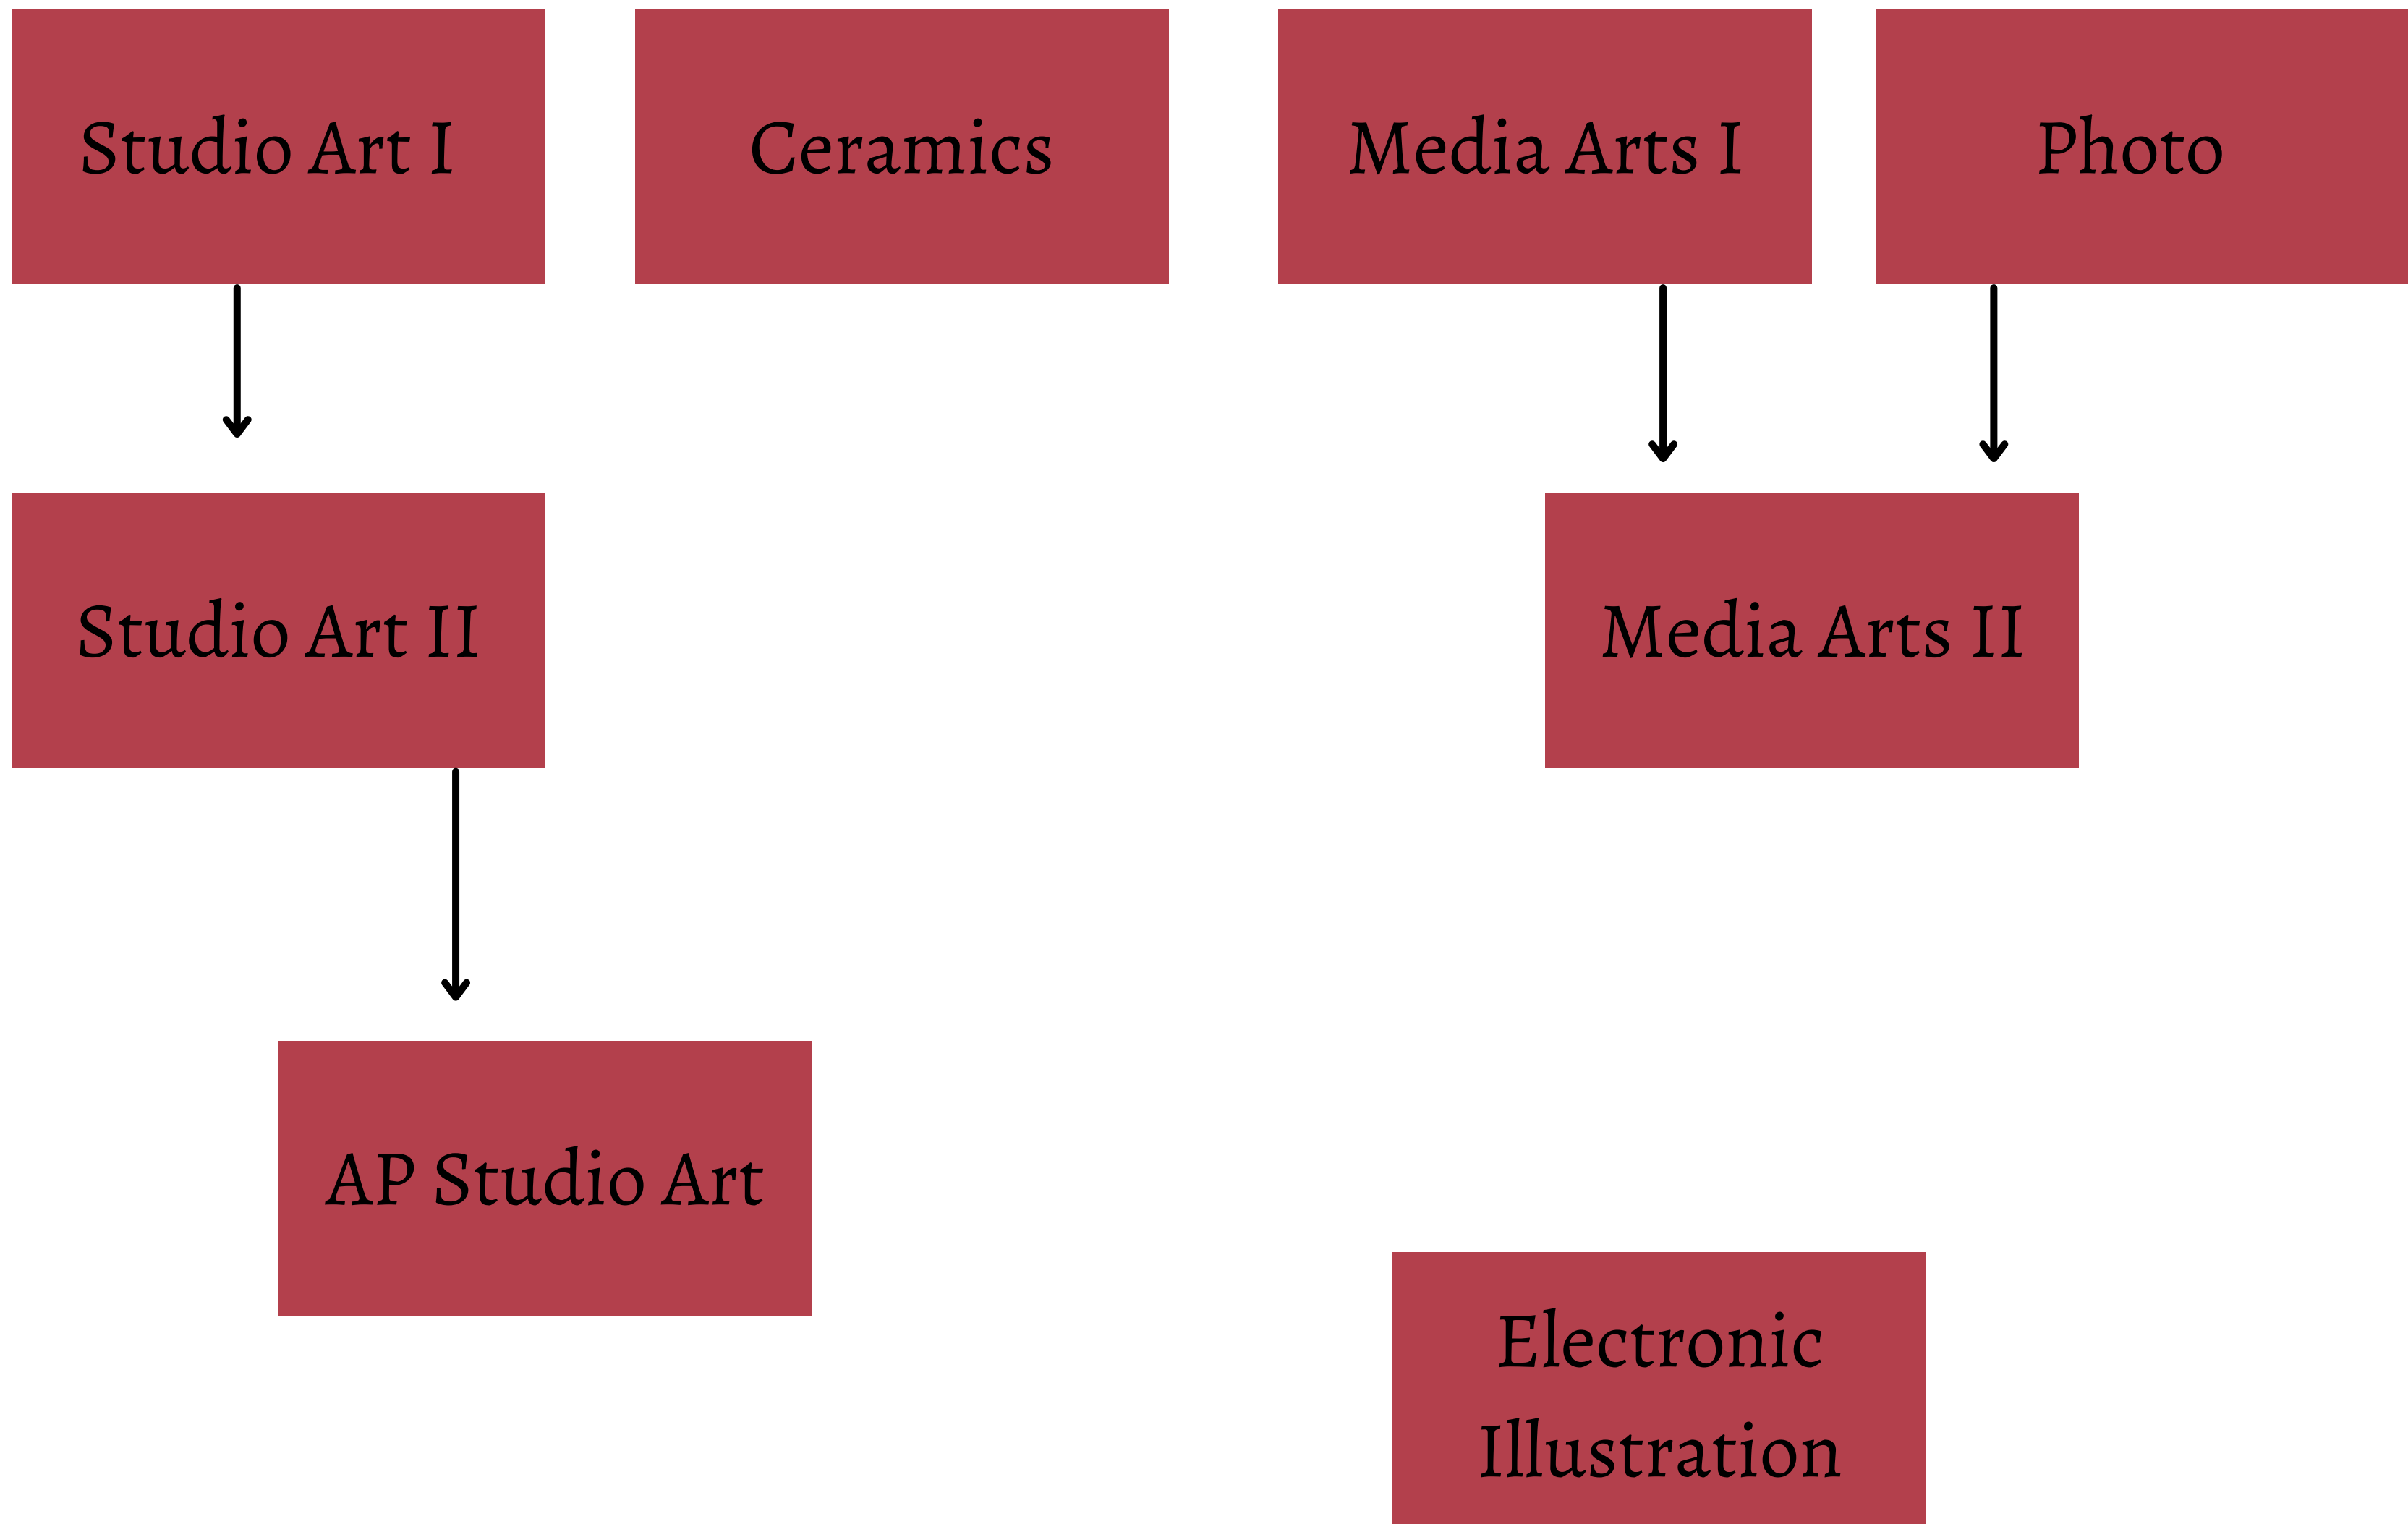 Studio Art I
Ceramics
Media Arts I
Photo
Studio Art II
Media Arts II
AP Studio Art
Electronic
Illustration